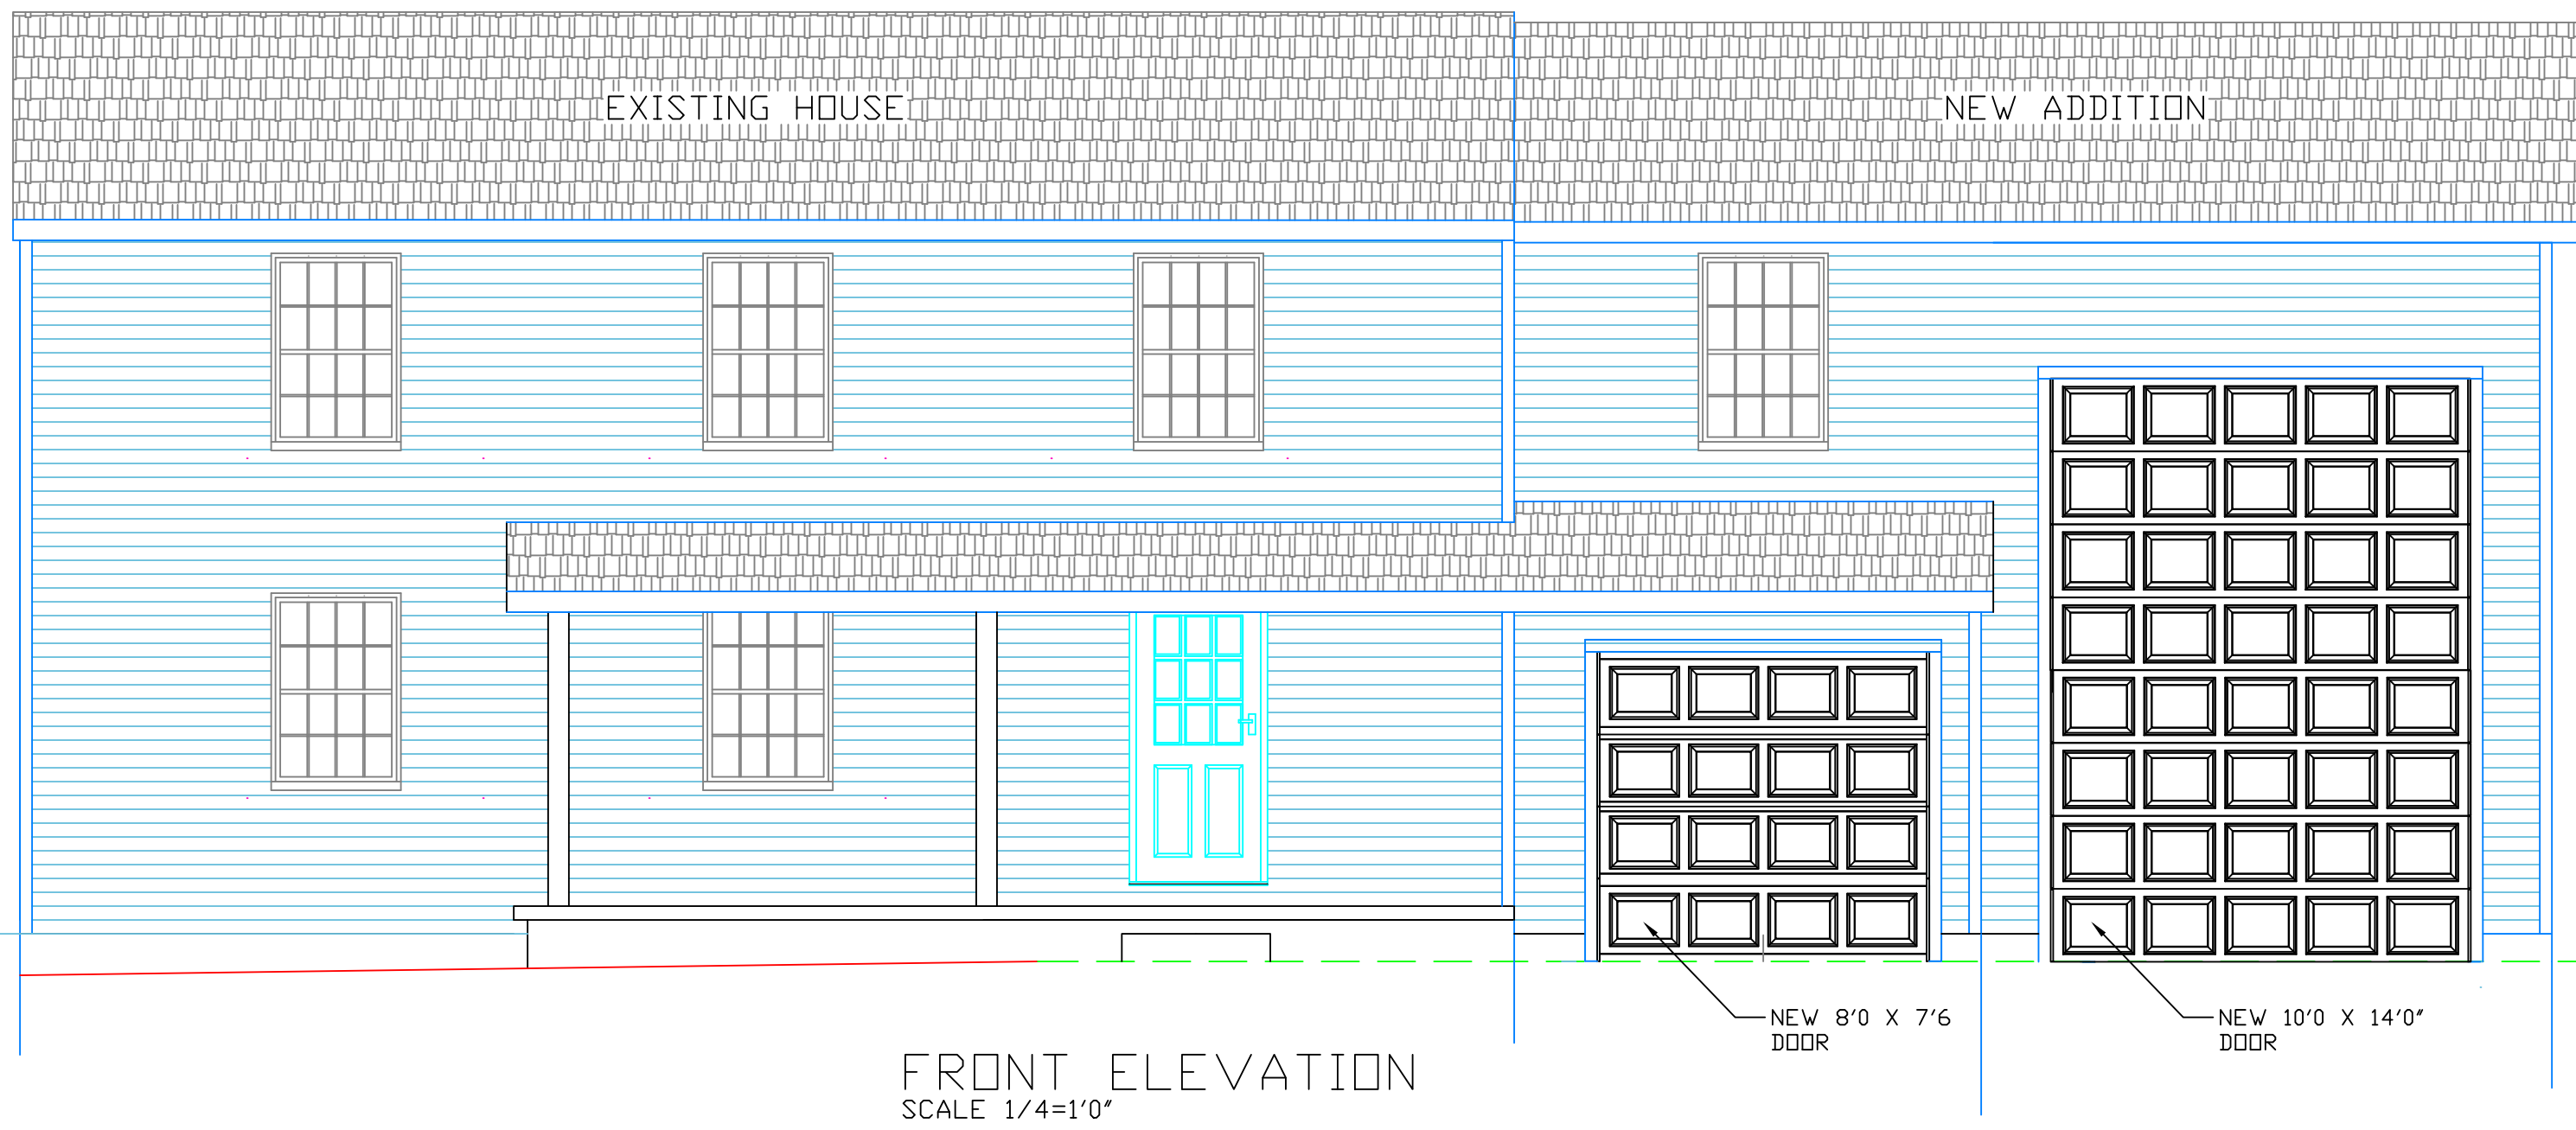 EXISTING HOUSE
NEW ADDITION
NEW 8'0 X 7'6
DOOR
NEW 10'0 X 14'0"
DOOR
FRONT ELEVATION
SCALE 1/4=1'0"